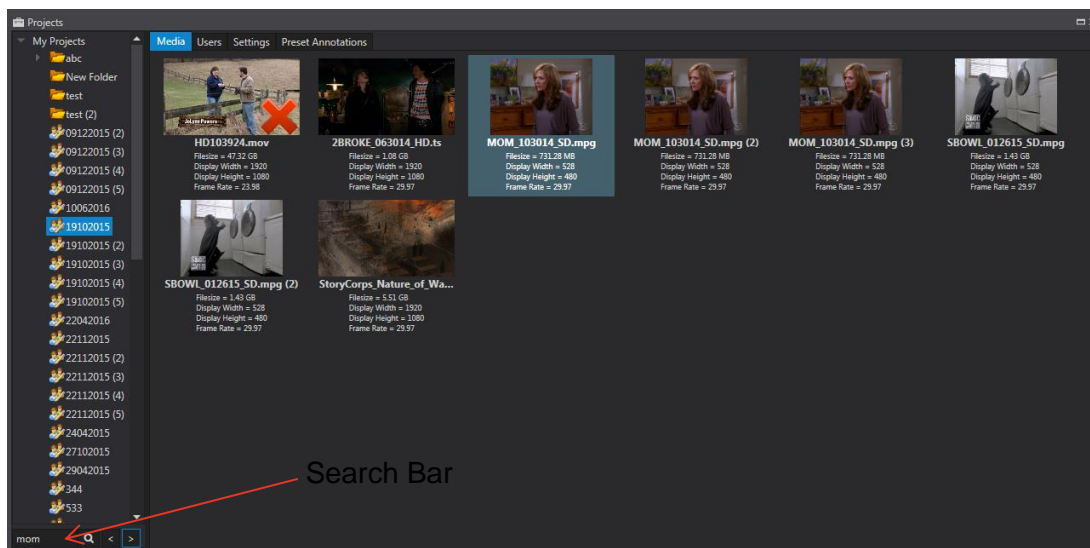 Projects
My Projects
abc
New Folder
test
test (2)
09122015 (2)
09122015 (3)
09122015 (4)
09122015 (5)
10062016
19102015
19102015 (2)
19102015 (3)
19102015 (4)
19102015 (5)
22042016
22112015
22112015 (2)
22112015 (3)
22112015 (4)
22112015 (5)
24042015
27102015
29042015
344
533
mom < >
Media Users Settings Preset Annotations
JoLynn Powers
HD103924.mov
Filesize = 47.32 GB
Display Width = 1920
Display Height = 1080
Frame Rate = 23.98
2BROKE_063014_HD.ts
Filesize = 1.08 GB
Display Width = 1920
Display Height = 1080
Frame Rate = 29.97
MOM_103014_SD.mpg
Filesize = 731.28 MB
Display Width = 528
Display Height = 480
Frame Rate = 29.97
MOM_103014_SD.mpg (2)
Filesize = 731.28 MB
Display Width = 528
Display Height = 480
Frame Rate = 29.97
MOM_103014_SD.mpg (3)
Filesize = 731.28 MB
Display Width = 528
Display Height = 480
Frame Rate = 29.97
SBOWL_012615_SD.mpg
Filesize = 1.43 GB
Display Width = 528
Display Height = 480
Frame Rate = 29.97
SBOWL_012615_SD.mpg (2)
Filesize = 1.43 GB
Display Width = 528
Display Height = 480
Frame Rate = 29.97
StoryCorps_Nature_of_Wa...
Filesize = 5.51 GB
Display Width = 1920
Display Height = 1080
Frame Rate = 29.97
Search Bar